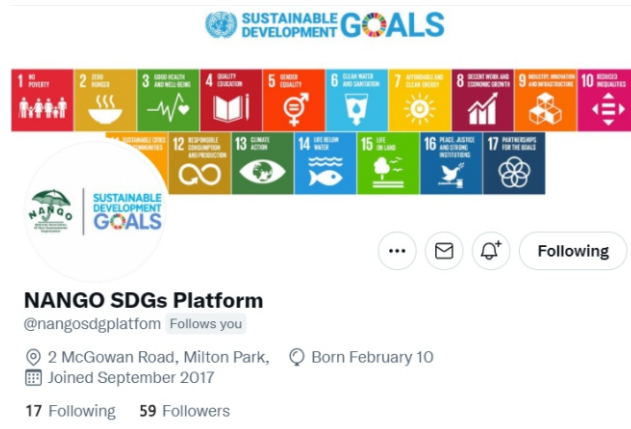 SUSTAINABLE
DEVELOPMENT GOALS
1 NO POVERTY
2 ZERO HUNGER
3 GOOD HEALTH AND WELL-BEING
4 QUALITY EDUCATION
5 GENDER EQUALITY
6 CLEAN WATER AND SANITATION
7 AFFORDABLE AND CLEAN ENERGY
8 DECENT WORK AND ECONOMIC GROWTH
9 INDUSTRY, INNOVATION AND INFRASTRUCTURE
10 REDUCED INEQUALITIES
SUSTAINABLE CITIES
12 RESPONSIBLE CONSUMPTION AND PRODUCTION
13 CLIMATE ACTION
14 LIFE BELOW WATER
15 LIFE ON LAND
16 PEACE, JUSTICE AND STRONG INSTITUTIONS
17 PARTNERSHIPS FOR THE GOALS
NANGO
SUSTAINABLE
DEVELOPMENT
GOALS
Following
NANGO SDGs Platform
@nangosdgplatfom Follows you
2 McGowan Road, Milton Park, Born February 10
Joined September 2017
17 Following 59 Followers